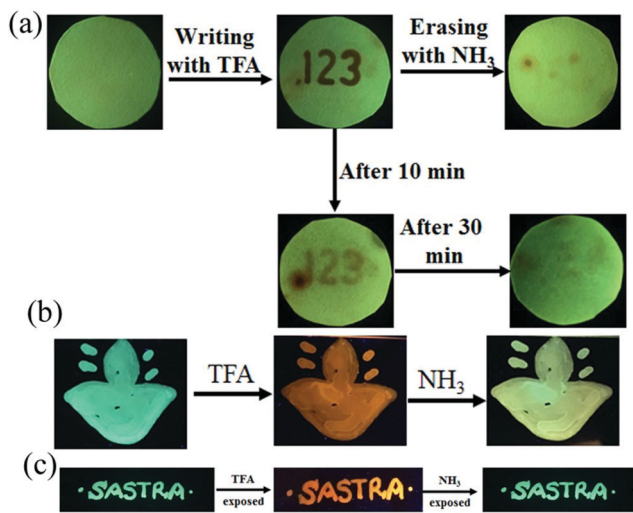 (a)
Writing with TFA
.123
Erasing with NH₃
After 10 min
123
After 30 min
(b)
TFA
NH₃
(c)
• SASTRA •
TFA exposed
• SASTRA •
NH₃ exposed
• SASTRA •